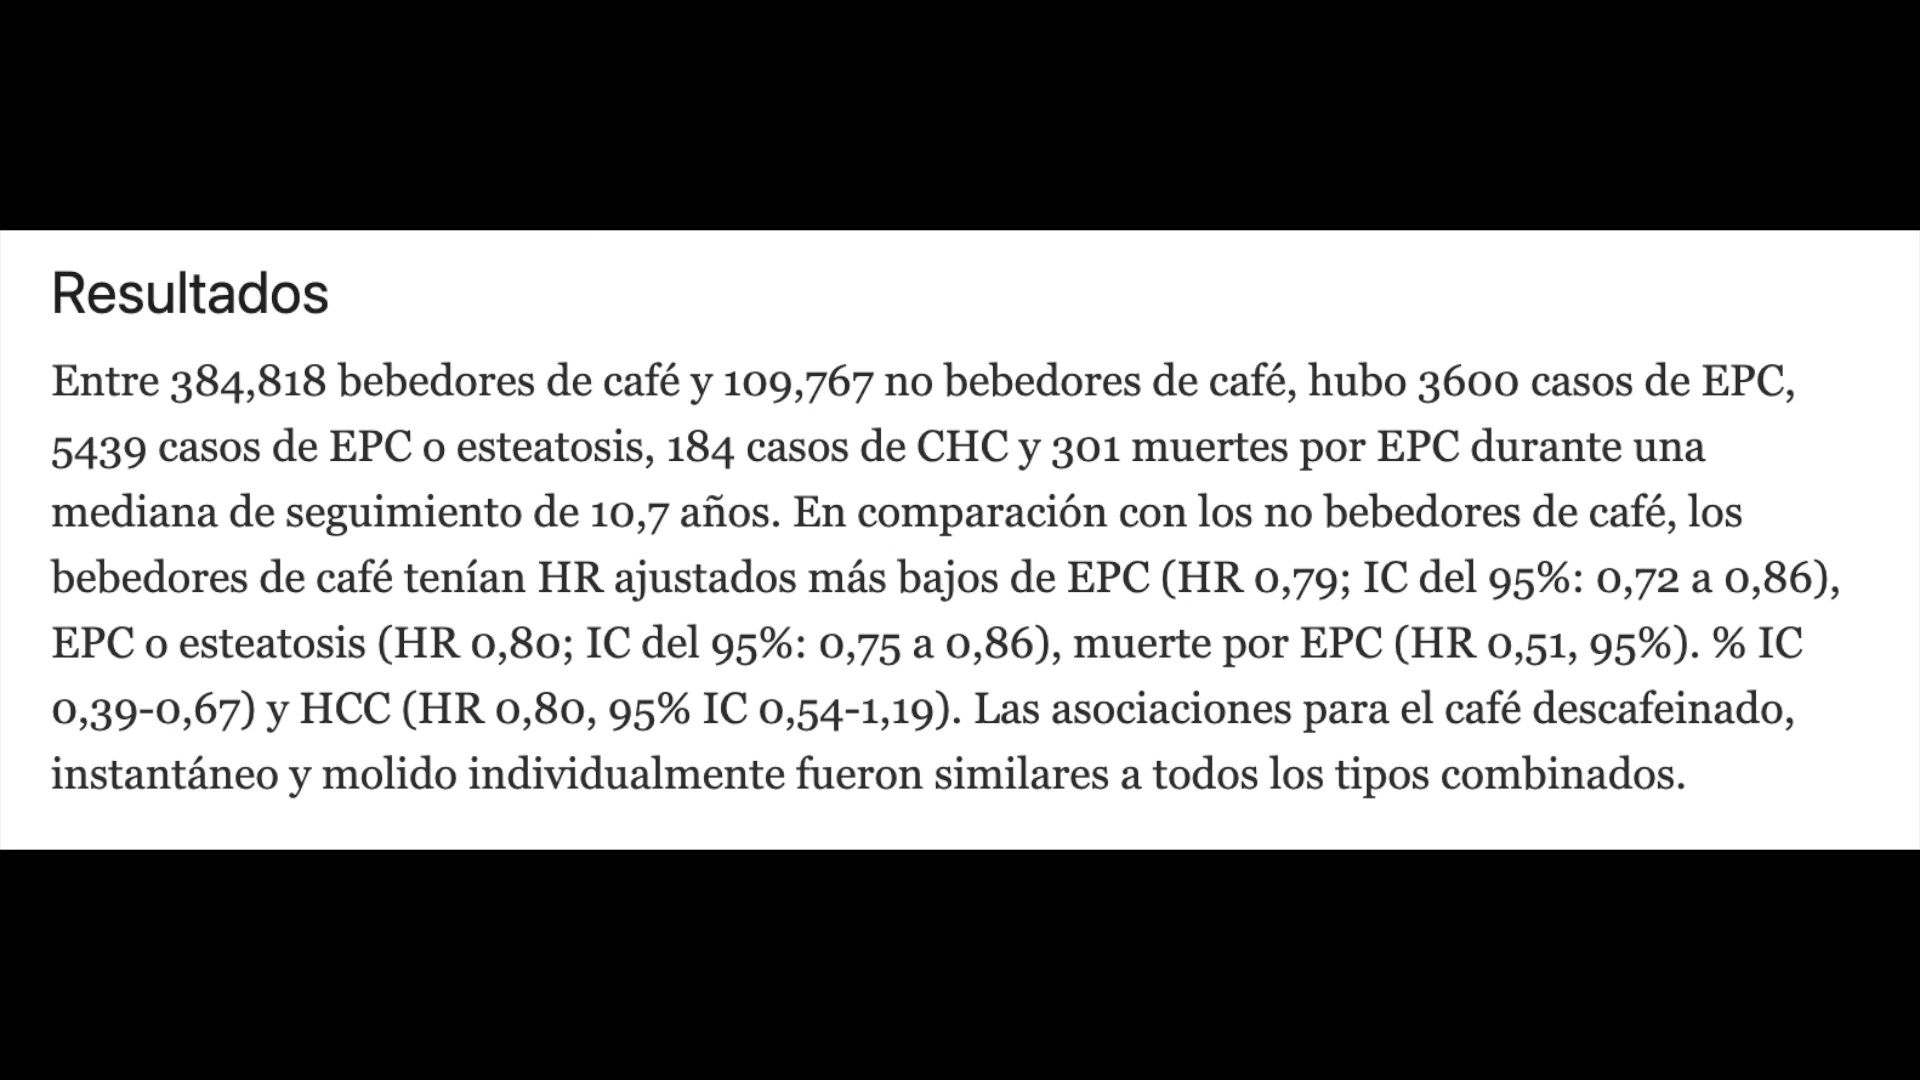 Resultados
Entre 384,818 bebedores de café y 109,767 no bebedores de café, hubo 3600 casos de EPC,
5439 casos de EPC o esteatosis, 184 casos de CHC y 301 muertes por EPC durante una
mediana de seguimiento de 10,7 años. En comparación con los no bebedores de café, los
bebedores de café tenían HR ajustados más bajos de EPC (HR 0,79; IC del 95%: 0,72 a 0,86),
EPC o esteatosis (HR 0,80; IC del 95%: 0,75 a 0,86), muerte por EPC (HR 0,51, 95%). % IC
0,39-0,67) y HCC (HR 0,80, 95% IC 0,54-1,19). Las asociaciones para el café descafeinado,
instantáneo y molido individualmente fueron similares a todos los tipos combinados.